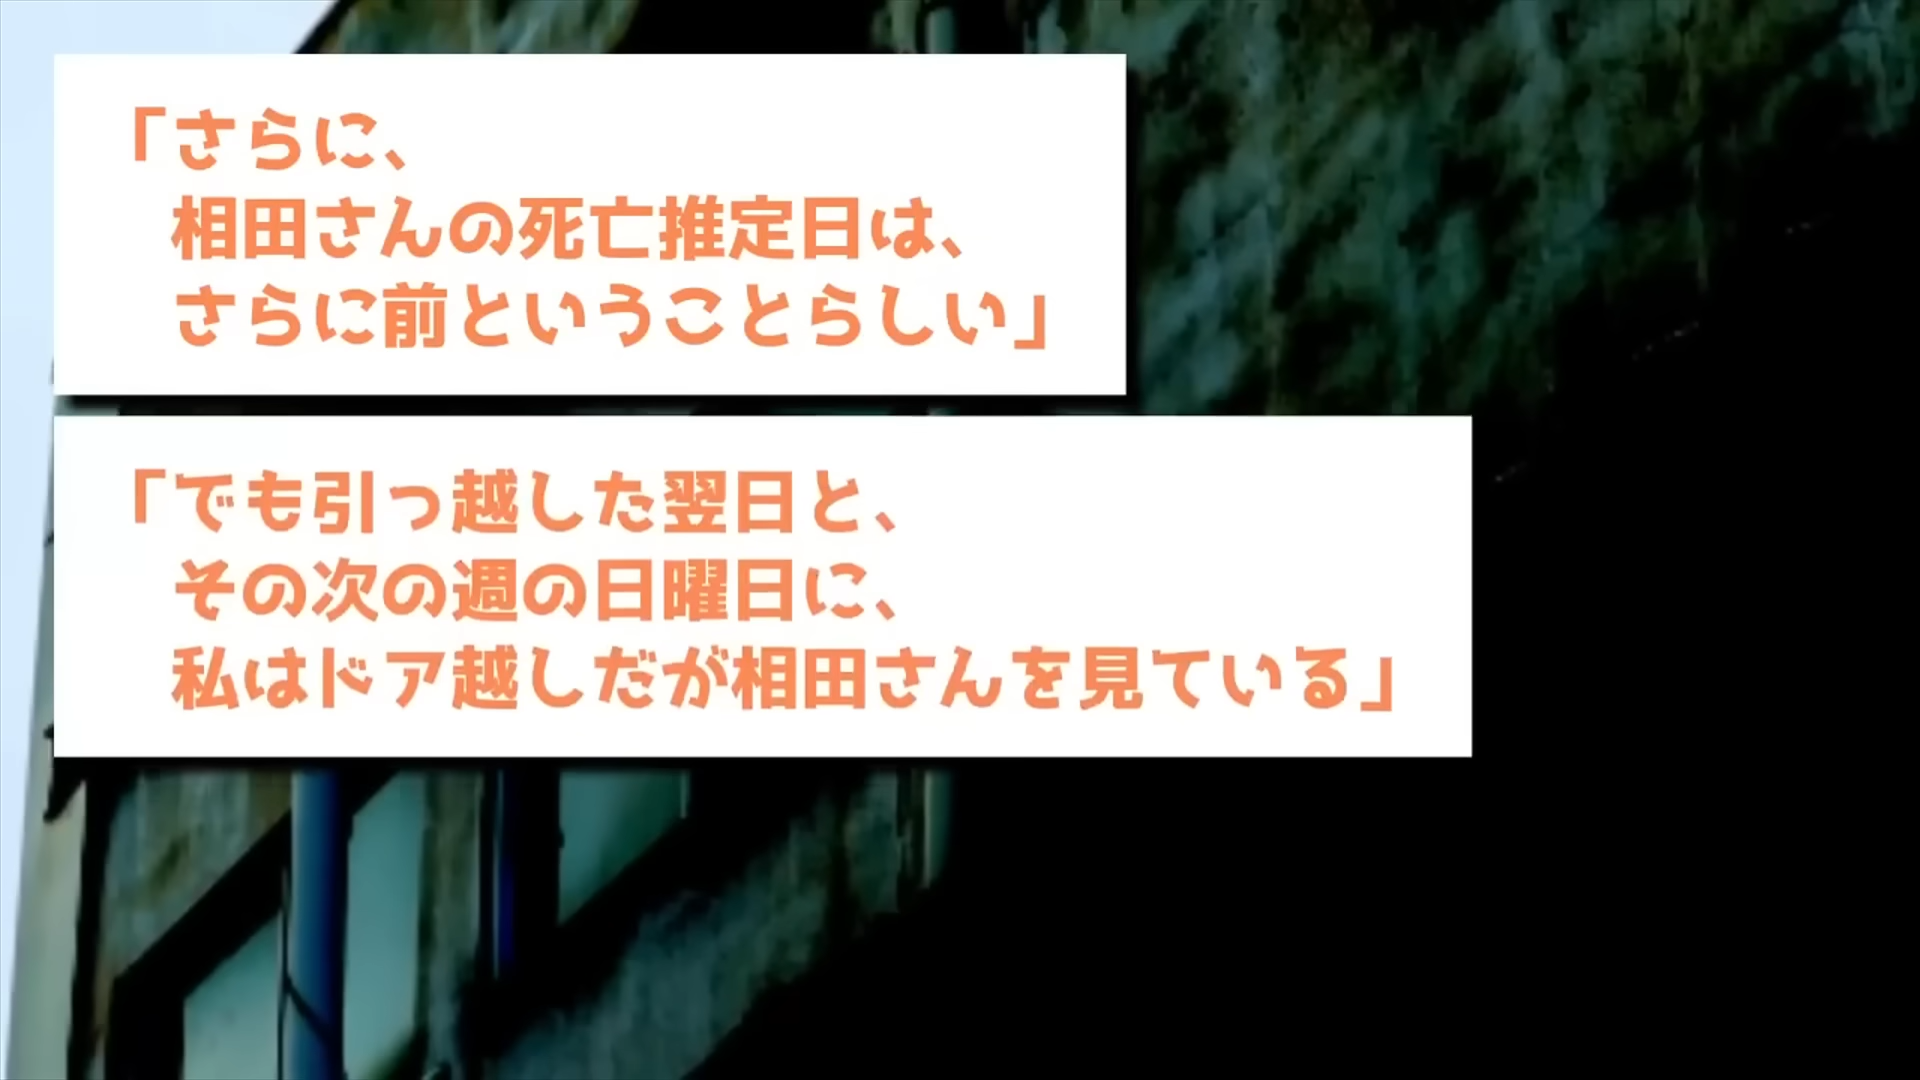 「さらに、
相田さんの死亡推定日は、
さらに前ということらしい」
「でも引っ越した翌日と、
その次の週の日曜日に、
私はドア越しだが相田さんを見ている」